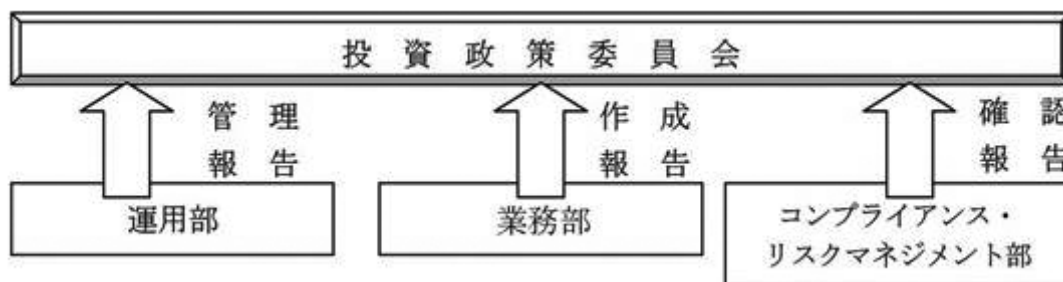 投資政策委員会
管理
報告
作成
報告
確認
報告
運用部
業務部
コンプライアンス・
リスクマネジメント部